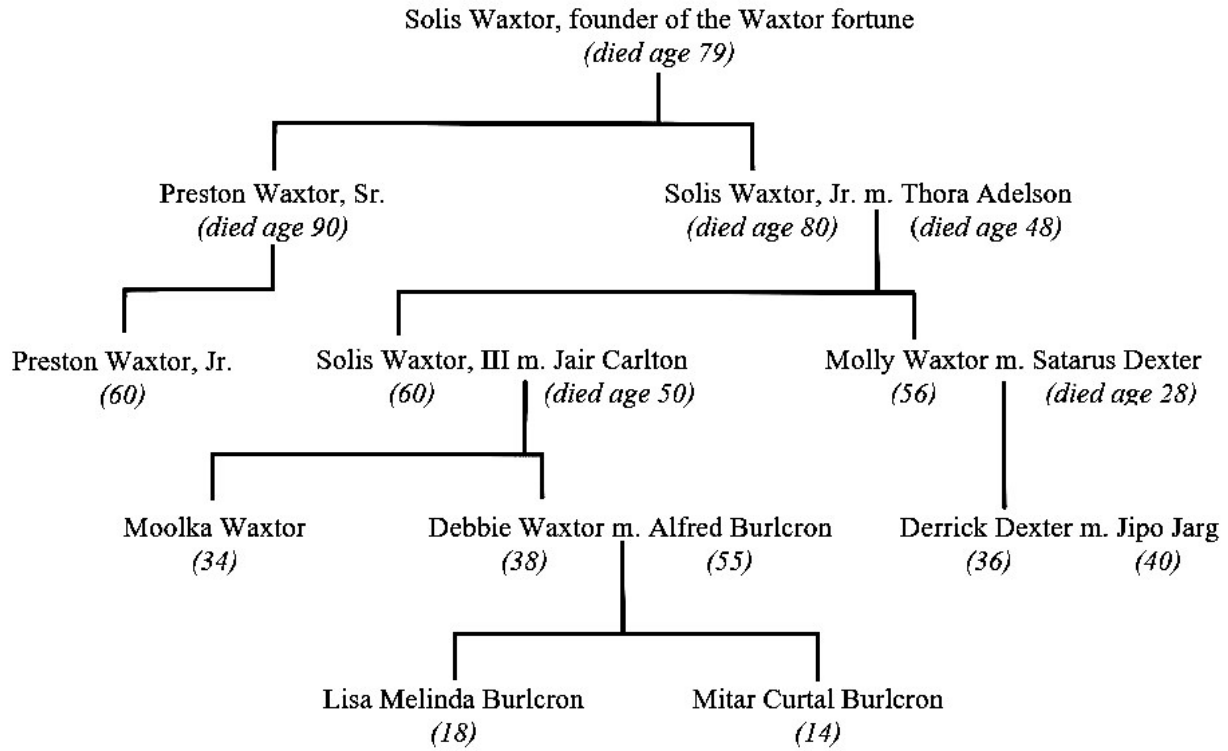 Solis Waxtor, founder of the Waxtor fortune
(died age 79)
Preston Waxtor, Sr.
(died age 90)
Solis Waxtor, Jr. m. Thora Adelson
(died age 80) (died age 48)
Preston Waxtor, Jr.
(60)
Solis Waxtor, III m. Jair Carlton
(60) (died age 50)
Molly Waxtor m. Satarus Dexter
(56) (died age 28)
Moolka Waxtor
(34)
Debbie Waxtor m. Alfred Burlcron
(38) (55)
Derrick Dexter m. Jipo Jarg
(36) (40)
Lisa Melinda Burlcron
(18)
Mitar Curtal Burlcron
(14)